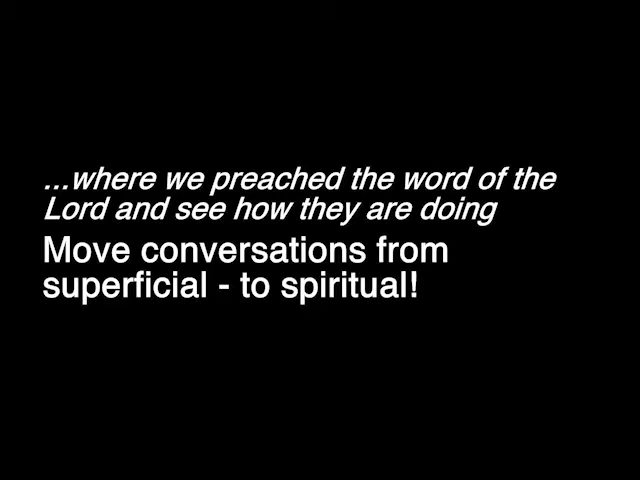 ...where we preached the word of the
Lord and see how they are doing
Move conversations from
superficial - to spiritual!